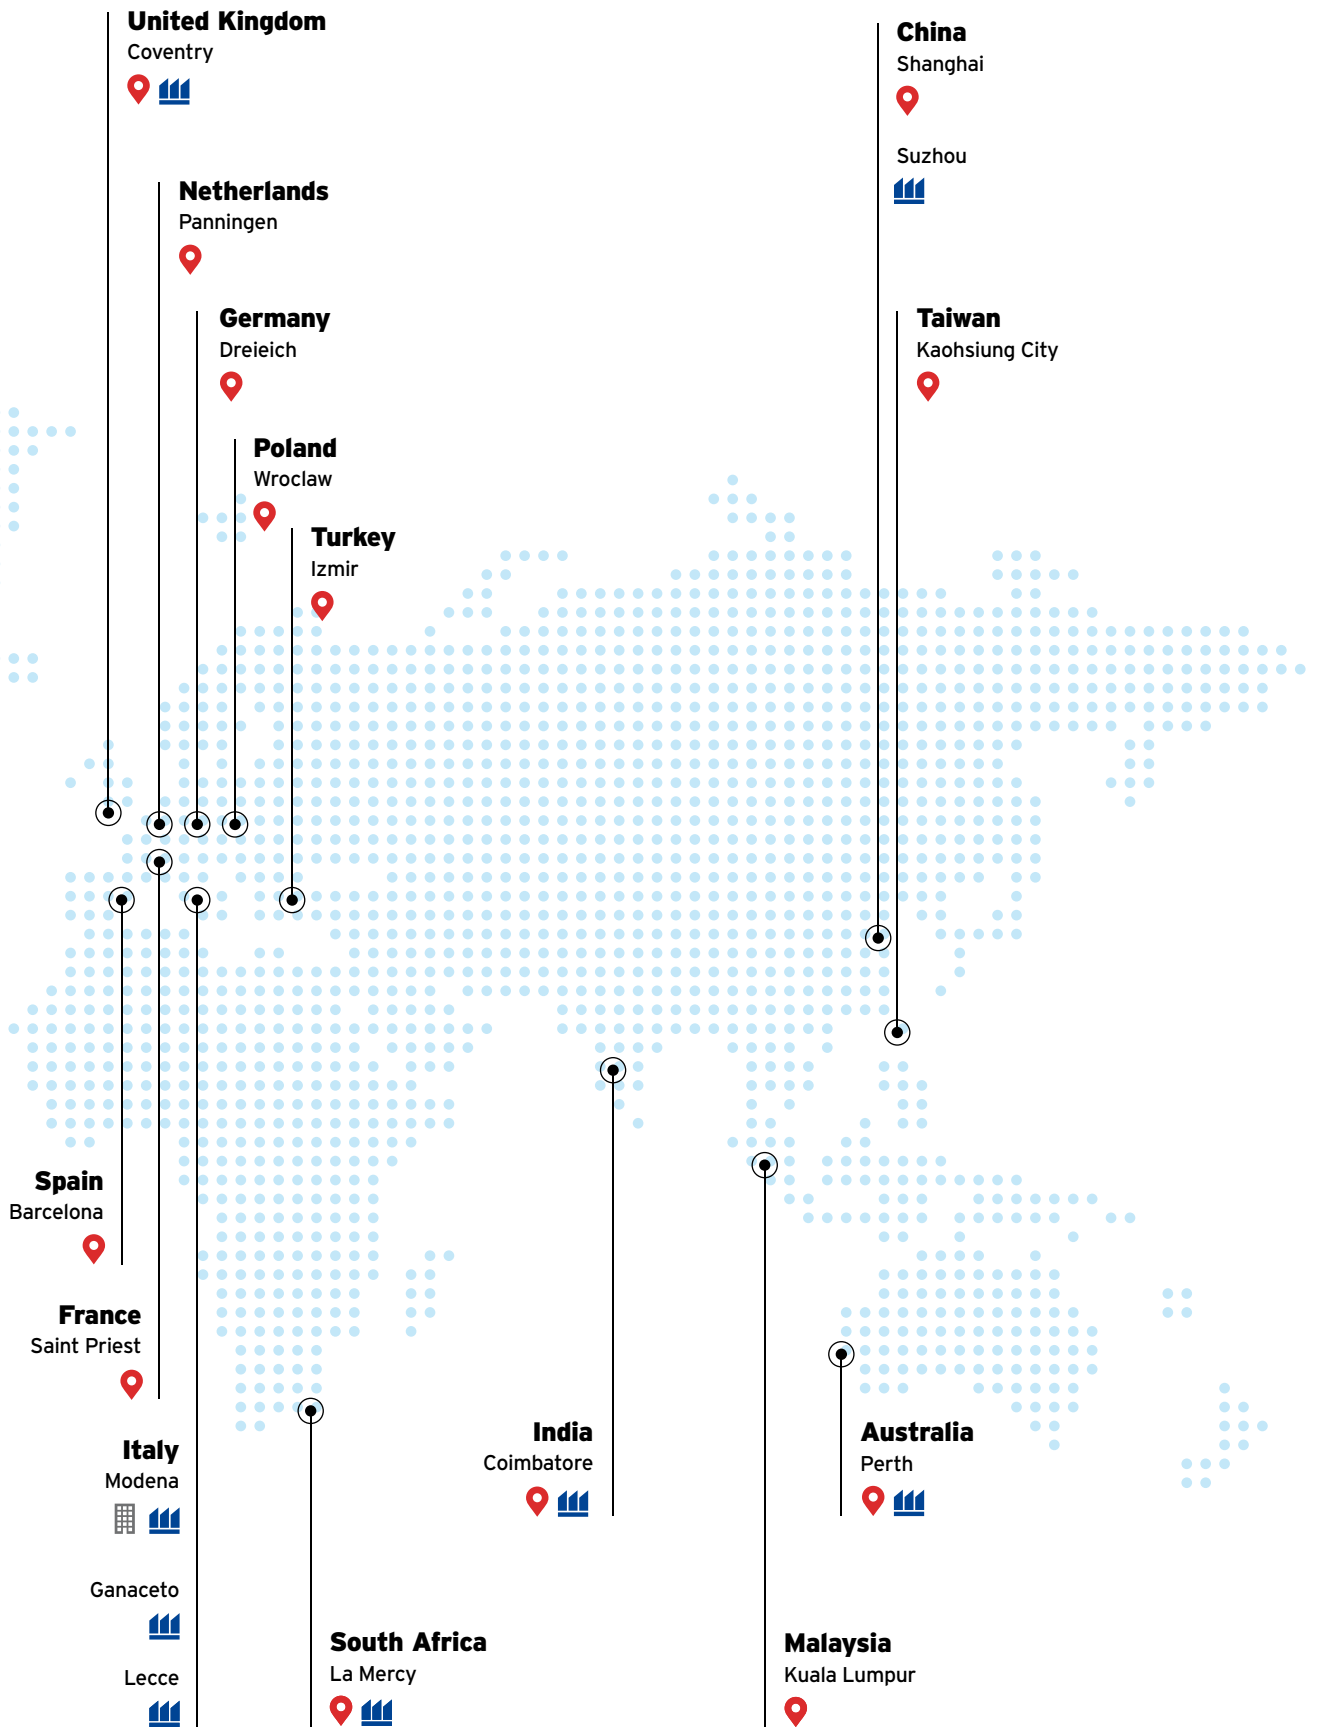 United Kingdom
Coventry
China
Shanghai
Suzhou
Netherlands
Panningen
Germany
Dreieich
Taiwan
Kaohsiung City
Poland
Wroclaw
Turkey
Izmir
Spain
Barcelona
France
Saint Priest
Italy
Modena
Ganaceto
Lecce
South Africa
La Mercy
India
Coimbatore
Australia
Perth
Malaysia
Kuala Lumpur